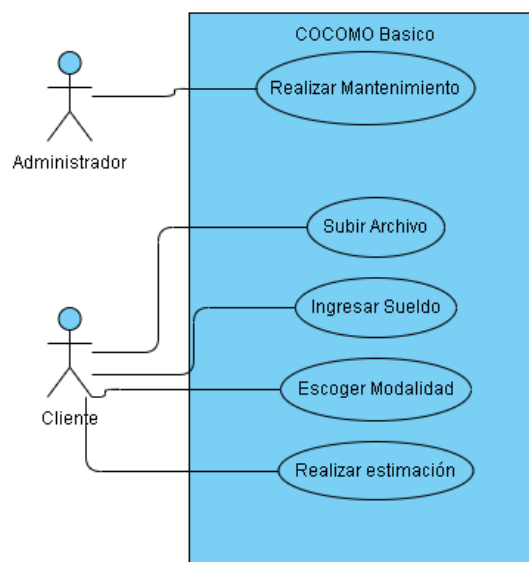 COCOMO Basico
Realizar Mantenimiento
Administrador
Subir Archivo
Ingresar Sueldo
Escoger Modalidad
Cliente
Realizar estimación